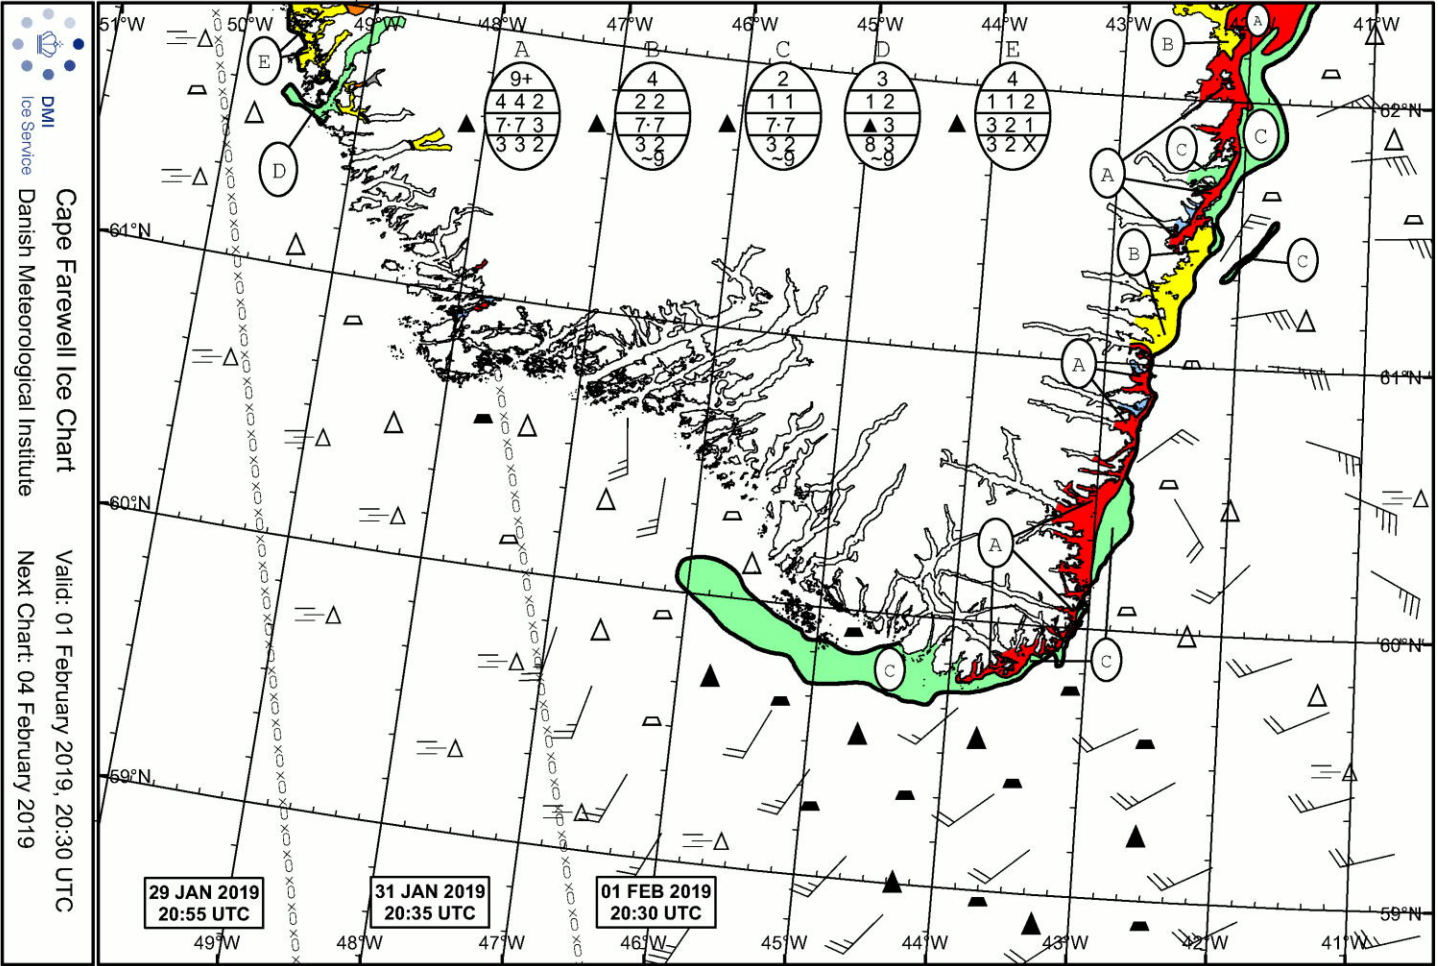 DMI
Ice Service
Cape Farewell Ice Chart
Danish Meteorological Institute
Valid: 01 February 2019, 20:30 UTC
Next Chart: 04 February 2019
51°W 50°W 49°W 48°W 47°W 46°W 45°W 44°W 43°W 42°W 41°W
A B C D E
9+ 4 2 3 4
4 4 2 2 2 1 1 1 2 1 1 2
7·7 3 7·7 7·7 3 3 2 1
3 3 2 3 2 3 2 8 3 3 2 X
~9 ~9 ~9
E
D
B
A
C
C
A
B
C
A
A
C
C
62°N
61°N
61°N
60°N
60°N
59°N
59°N
29 JAN 2019
20:55 UTC
31 JAN 2019
20:35 UTC
01 FEB 2019
20:30 UTC
49°W 48°W 47°W 46°W 45°W 44°W 43°W 42°W 41°W